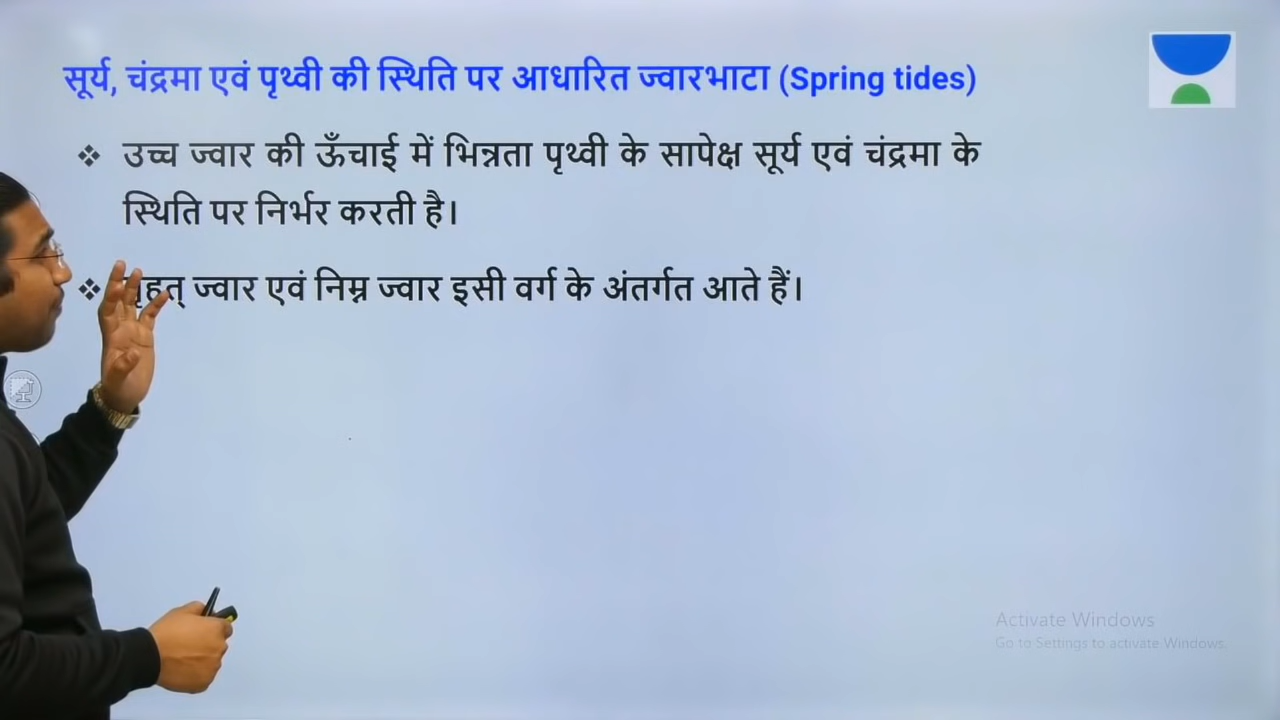 सूर्य, चंद्रमा एवं पृथ्वी की स्थिति पर आधारित ज्वारभाटा (Spring tides)
❖ उच्च ज्वार की ऊँचाई में भिन्नता पृथ्वी के सापेक्ष सूर्य एवं चंद्रमा के
स्थिति पर निर्भर करती है।
❖ वृहत् ज्वार एवं निम्न ज्वार इसी वर्ग के अंतर्गत आते हैं।
Activate Windows
Go to Settings to activate Windows.